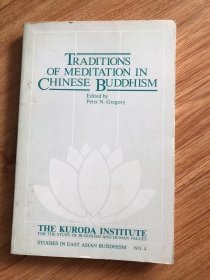 TRADITIONS
OF MEDITATION IN
CHINESE BUDDHISM
Edited by
Peter N. Gregory
THE KURODA INSTITUTE
FOR THE STUDY OF BUDDHISM AND HUMAN VALUES
STUDIES IN EAST ASIAN BUDDHISM NO. 4